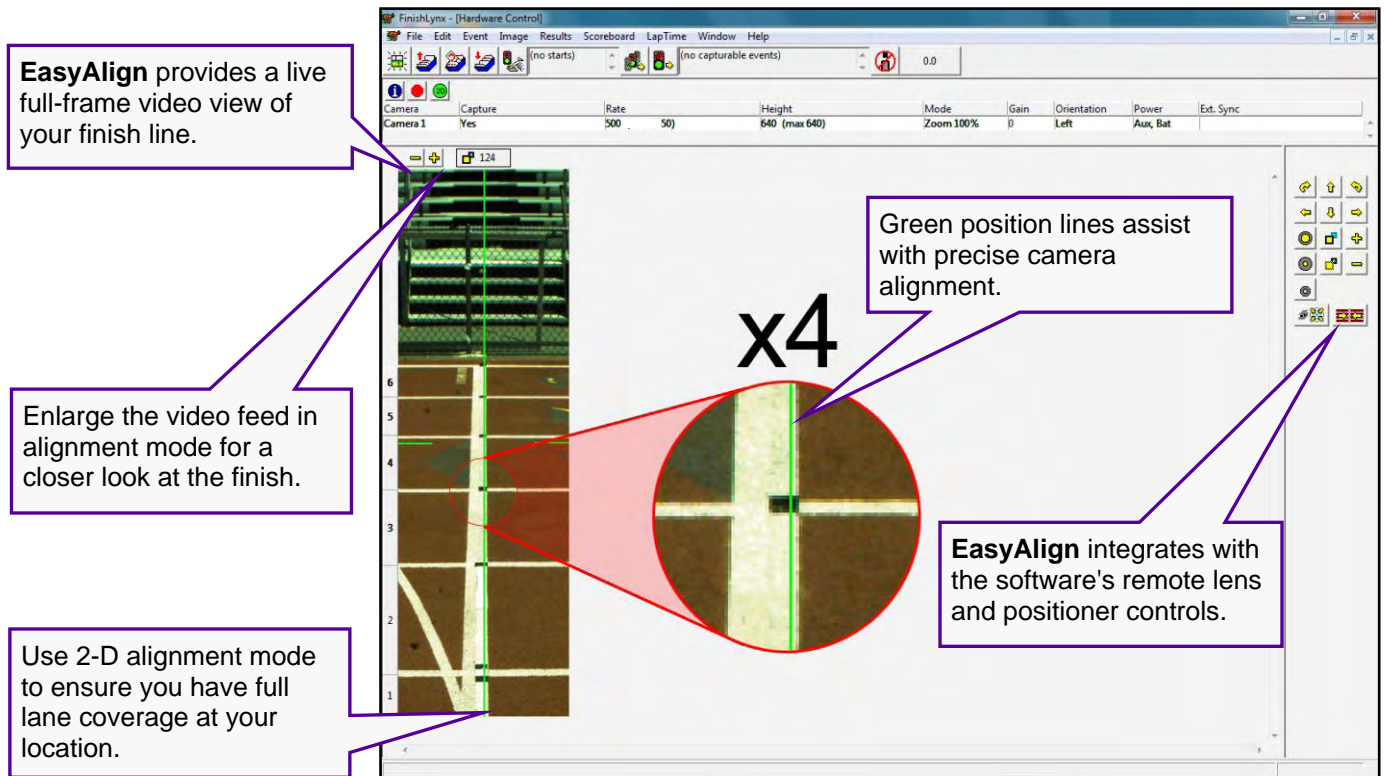 FinishLynx - [Hardware Control]
File Edit Event Image Results Scoreboard LapTime Window Help
(no starts)
(no capturable events)
0.0
2D
Camera Capture Rate Height Mode Gain Orientation Power Ext. Sync
Camera 1 Yes 500 50) 640 (max 640) Zoom 100% 0 Left Aux, Bat
124
EasyAlign provides a live
full-frame video view of
your finish line.
Green position lines assist
with precise camera
alignment.
x4
6
5
4
3
2
1
Enlarge the video feed in
alignment mode for a
closer look at the finish.
EasyAlign integrates with
the software's remote lens
and positioner controls.
Use 2-D alignment mode
to ensure you have full
lane coverage at your
location.